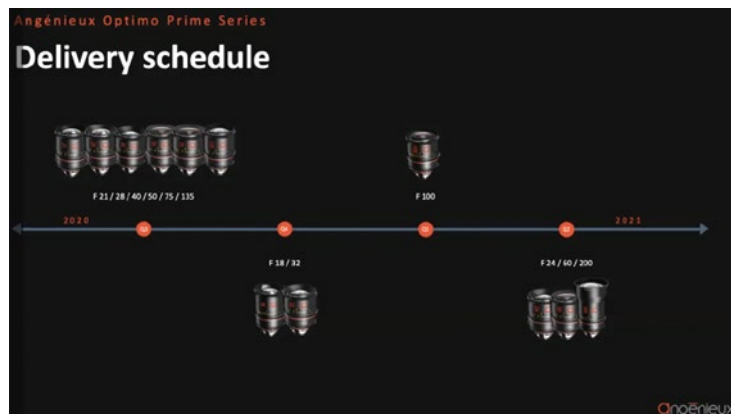 Angénieux Optimo Prime Series
Delivery schedule
F 21 / 28 / 40 / 50 / 75 / 135
F 100
2020
2021
Q3
Q4
Q1
Q2
F 18 / 32
F 24 / 60 / 200
angénieux